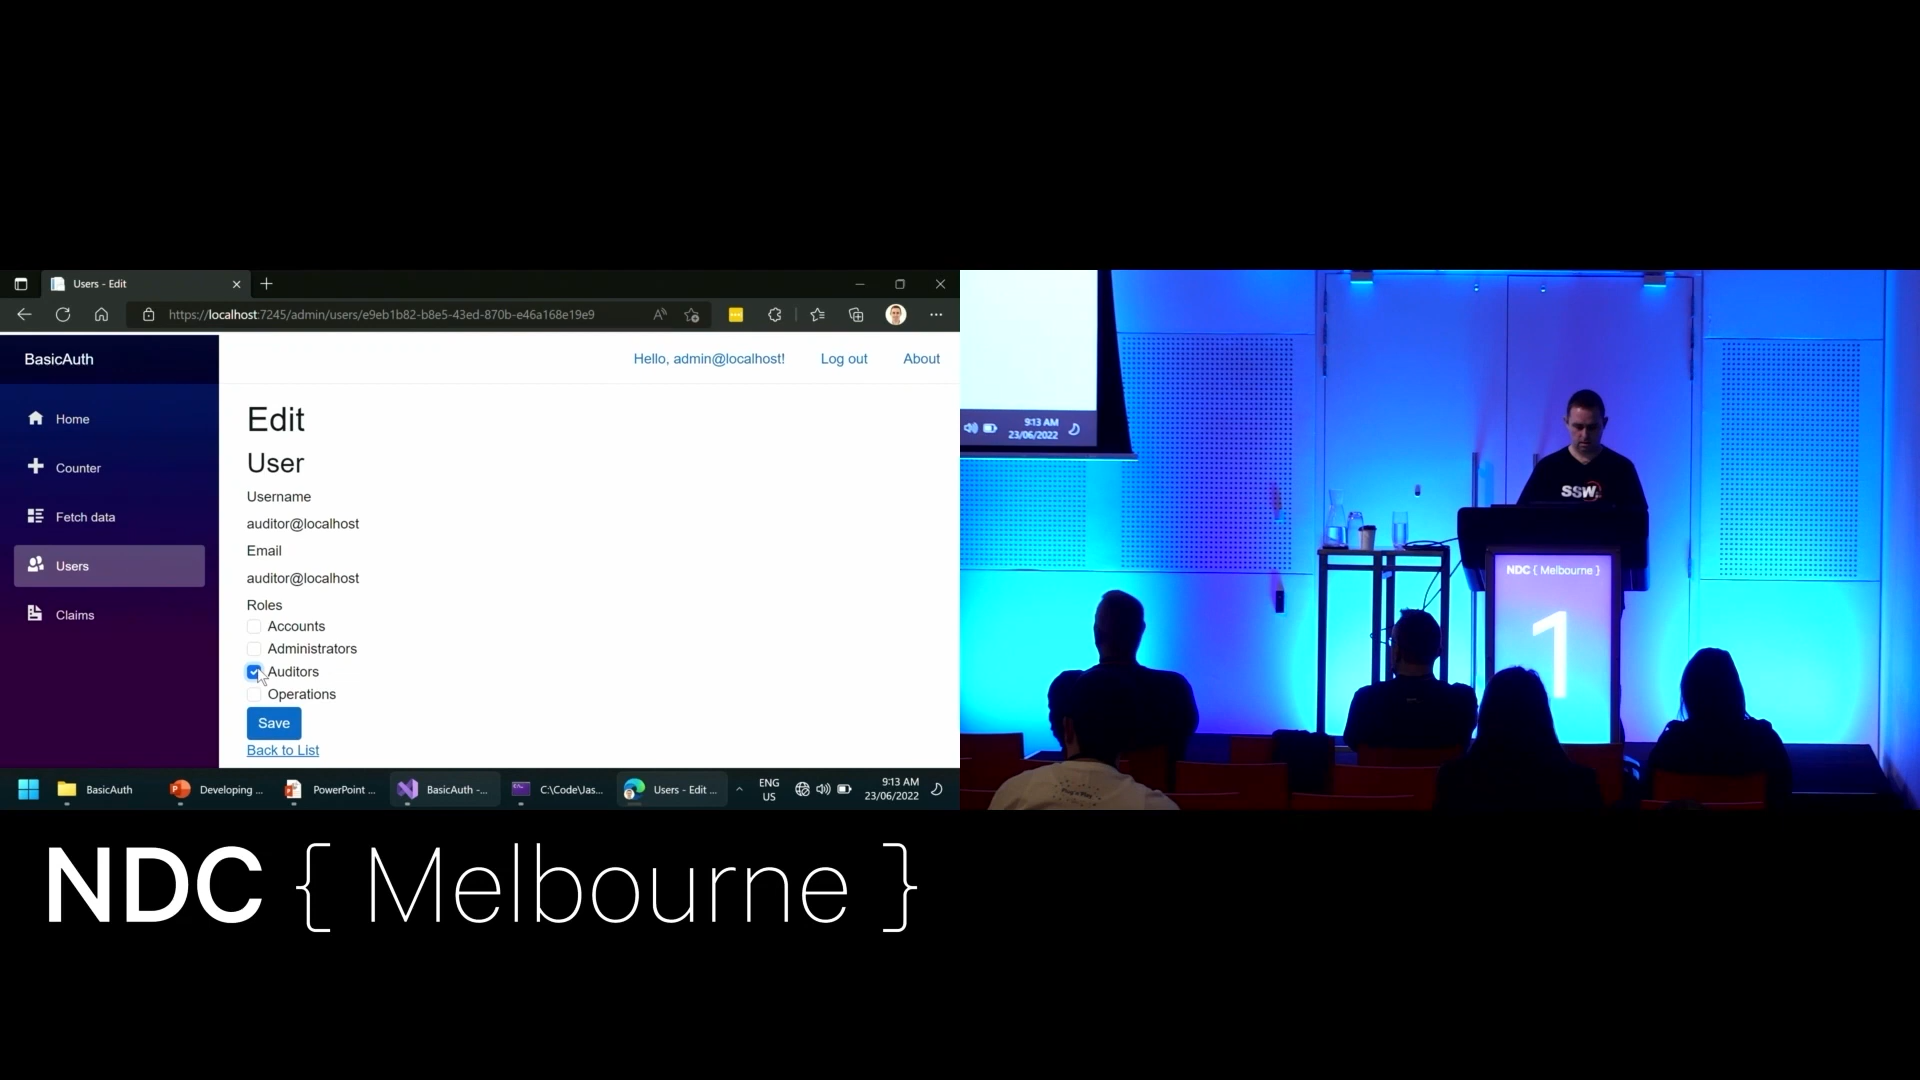 Users - Edit
https://localhost:7245/admin/users/e9eb1b82-b8e5-43ed-870b-e46a168e19e9
BasicAuth
Hello, admin@localhost!
Log out
About
Home
Counter
Fetch data
Users
Claims
Edit
User
Username
auditor@localhost
Email
auditor@localhost
Roles
Accounts
Administrators
Auditors
Operations
Save
Back to List
BasicAuth
Developing ...
PowerPoint ...
BasicAuth -...
C:\Code\Jas...
Users - Edit ...
ENG
US
9:13 AM
23/06/2022
9:13 AM
23/06/2022
SSW
NDC { Melbourne }
1
NDC { Melbourne }